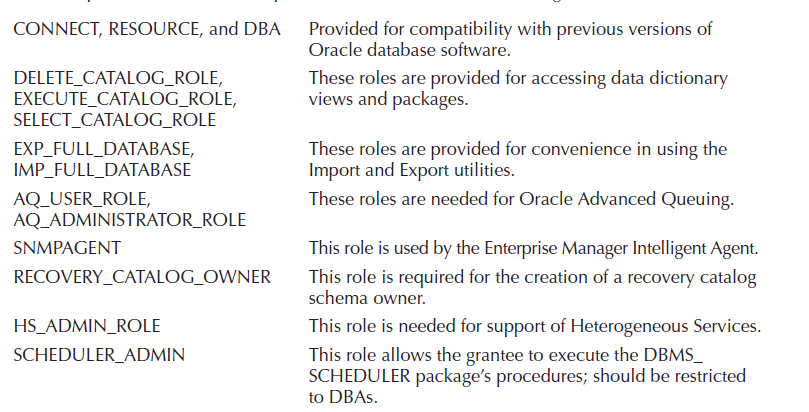 CONNECT, RESOURCE, and DBA Provided for compatibility with previous versions of
Oracle database software.
DELETE_CATALOG_ROLE, These roles are provided for accessing data dictionary
EXECUTE_CATALOG_ROLE, views and packages.
SELECT_CATALOG_ROLE
EXP_FULL_DATABASE, These roles are provided for convenience in using the
IMP_FULL_DATABASE Import and Export utilities.
AQ_USER_ROLE, These roles are needed for Oracle Advanced Queuing.
AQ_ADMINISTRATOR_ROLE
SNMPAGENT This role is used by the Enterprise Manager Intelligent Agent.
RECOVERY_CATALOG_OWNER This role is required for the creation of a recovery catalog
schema owner.
HS_ADMIN_ROLE This role is needed for support of Heterogeneous Services.
SCHEDULER_ADMIN This role allows the grantee to execute the DBMS_
SCHEDULER package's procedures; should be restricted
to DBAs.